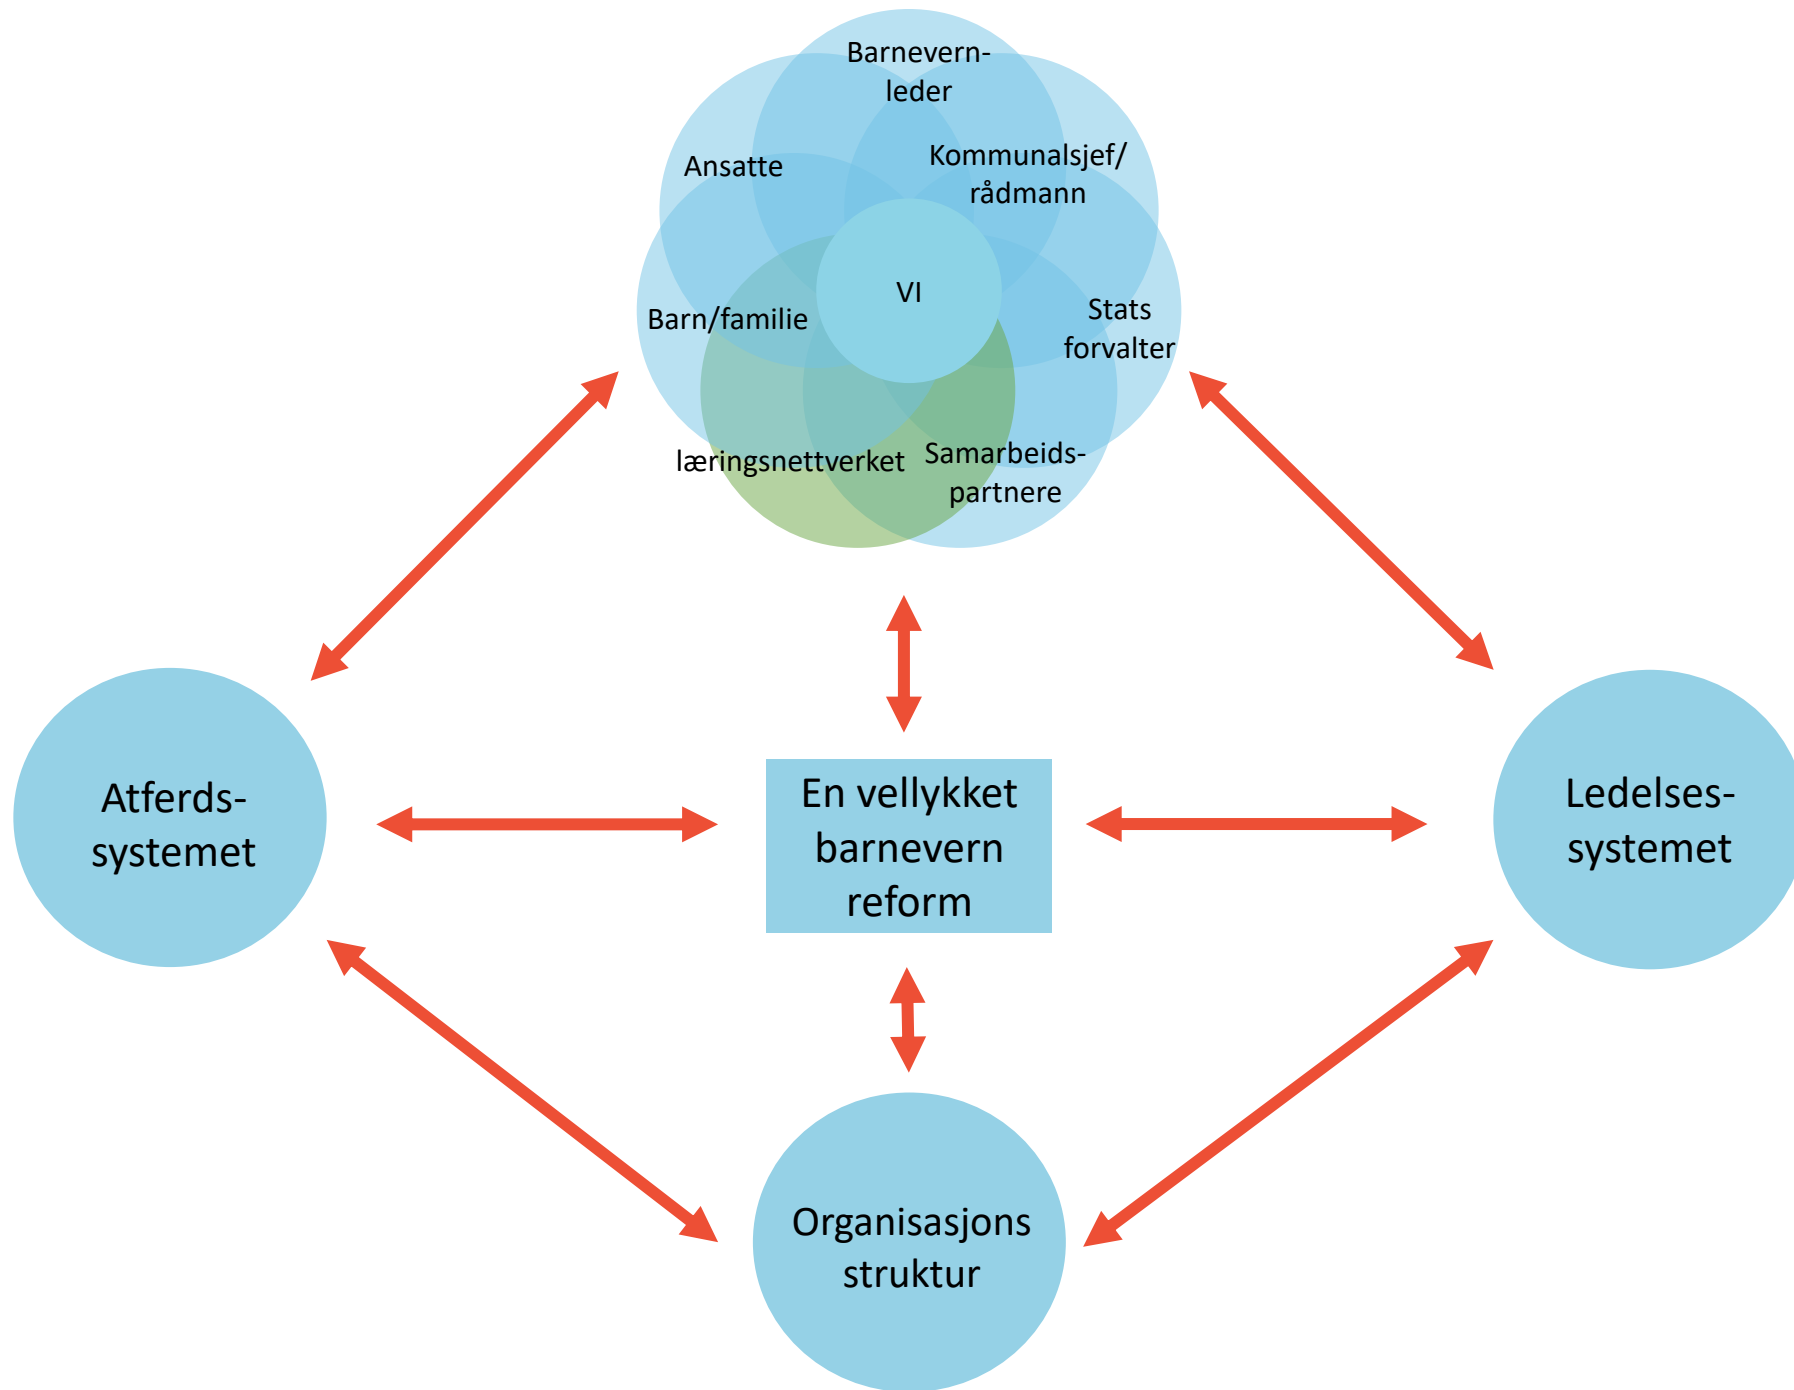 Barnevern-
leder
Kommunalsjef/
rådmann
Ansatte
VI
Stats
forvalter
Barn/familie
Samarbeids-
partnere
læringsnettverket
Atferds-
systemet
En vellykket
barnevern
reform
Ledelses-
systemet
Organisasjons
struktur